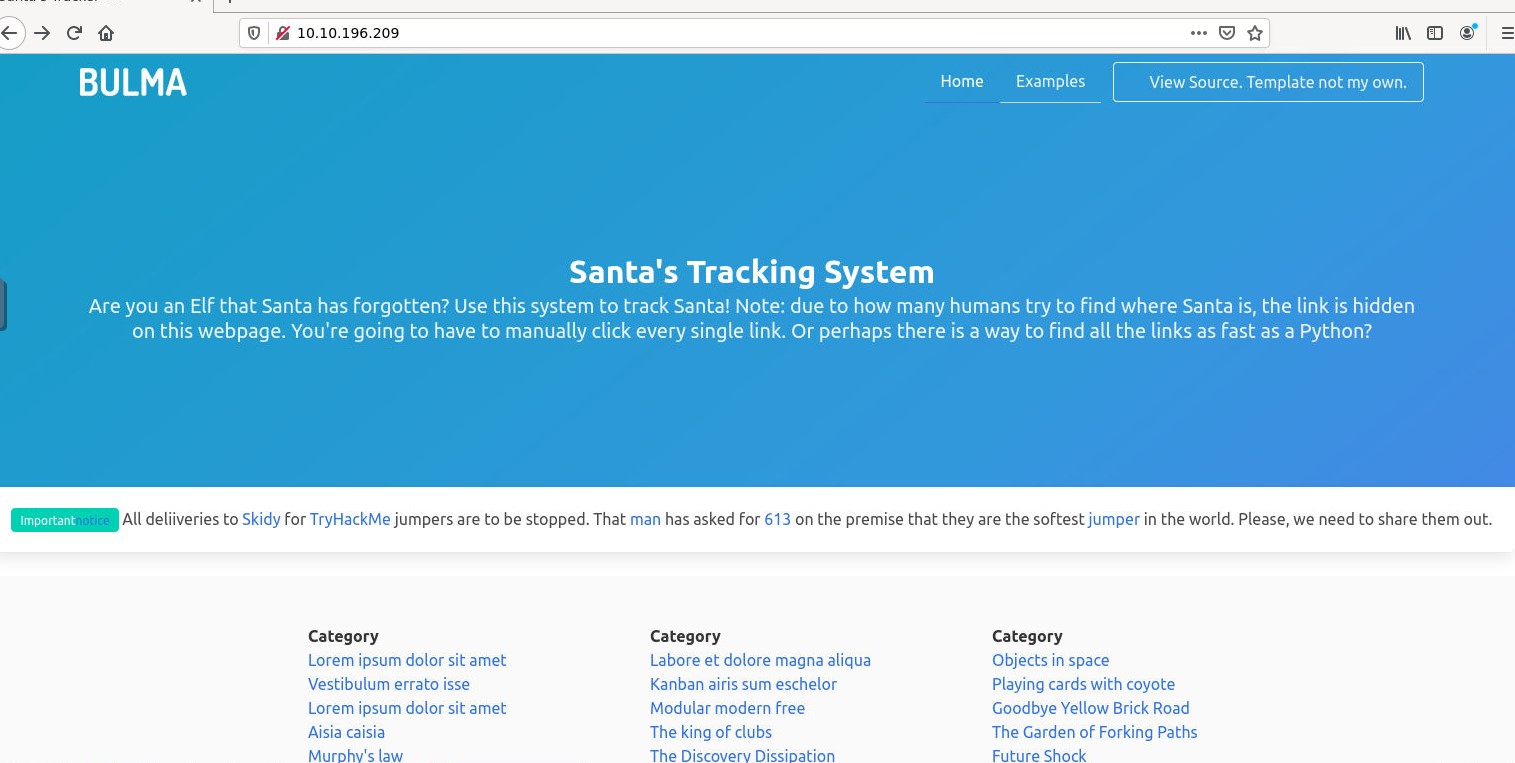 10.10.196.209
BULMA
Home
Examples
View Source. Template not my own.
Santa's Tracking System
Are you an Elf that Santa has forgotten? Use this system to track Santa! Note: due to how many humans try to find where Santa is, the link is hidden
on this webpage. You're going to have to manually click every single link. Or perhaps there is a way to find all the links as fast as a Python?
Importantnotice All deliiveries to Skidy for TryHackMe jumpers are to be stopped. That man has asked for 613 on the premise that they are the softest jumper in the world. Please, we need to share them out.
Category
Lorem ipsum dolor sit amet
Vestibulum errato isse
Lorem ipsum dolor sit amet
Aisia caisia
Murphy's law
Category
Labore et dolore magna aliqua
Kanban airis sum eschelor
Modular modern free
The king of clubs
The Discovery Dissipation
Category
Objects in space
Playing cards with coyote
Goodbye Yellow Brick Road
The Garden of Forking Paths
Future Shock